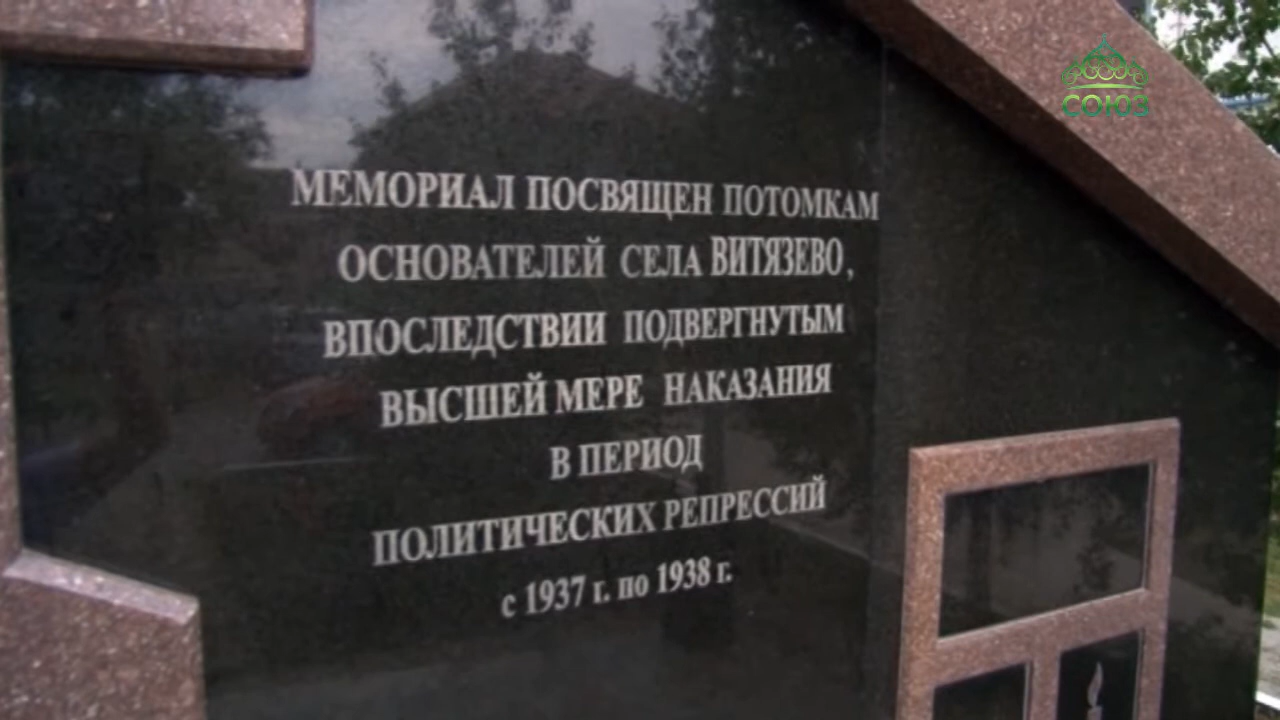 СОЮЗ
МЕМОРИАЛ ПОСВЯЩЕН ПОТОМКАМ
ОСНОВАТЕЛЕЙ СЕЛА ВИТЯЗЕВО,
ВПОСЛЕДСТВИИ ПОДВЕРГНУТЫМ
ВЫСШЕЙ МЕРЕ НАКАЗАНИЯ
В ПЕРИОД
ПОЛИТИЧЕСКИХ РЕПРЕССИЙ
с 1937 г. по 1938 г.